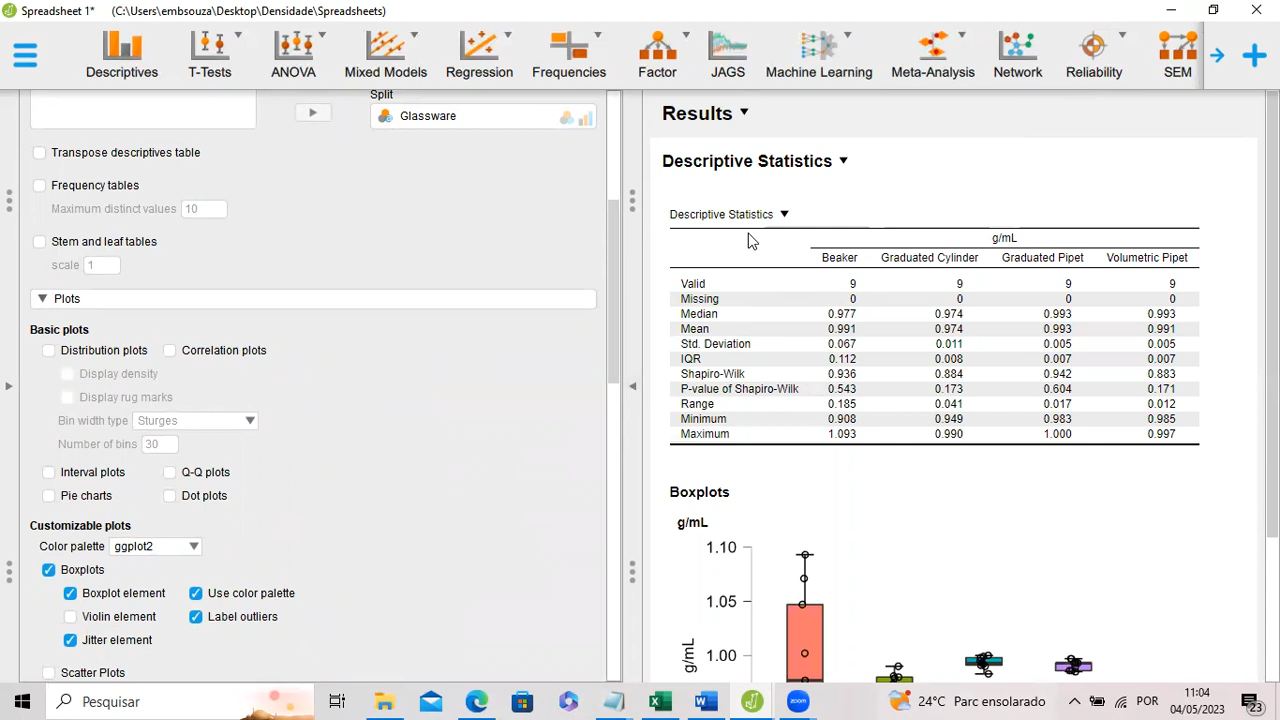 Spreadsheet 1* (C:\Users\embsouza\Desktop\Densidade\Spreadsheets)
Descriptives T-Tests ANOVA Mixed Models Regression Frequencies Factor JAGS Machine Learning Meta-Analysis Network Reliability SEM
Split
Glassware
Transpose descriptives table
Frequency tables
Maximum distinct values 10
Stem and leaf tables
scale 1
Plots
Basic plots
Distribution plots Correlation plots
Display density
Display rug marks
Bin width type Sturges
Number of bins 30
Interval plots Q-Q plots
Pie charts Dot plots
Customizable plots
Color palette ggplot2
Boxplots
Boxplot element Use color palette
Violin element Label outliers
Jitter element
Scatter Plots
Results
Descriptive Statistics
Descriptive Statistics
g/mL
Beaker Graduated Cylinder Graduated Pipet Volumetric Pipet
Valid 9 9 9 9
Missing 0 0 0 0
Median 0.977 0.974 0.993 0.993
Mean 0.991 0.974 0.993 0.991
Std. Deviation 0.067 0.011 0.005 0.005
IQR 0.112 0.008 0.007 0.007
Shapiro-Wilk 0.936 0.884 0.942 0.883
P-value of Shapiro-Wilk 0.543 0.173 0.604 0.171
Range 0.185 0.041 0.017 0.012
Minimum 0.908 0.949 0.983 0.985
Maximum 1.093 0.990 1.000 0.997
Boxplots
g/mL
1.10
1.05
1.00
g/mL
Pesquisar
zoom
24°C Parc ensolarado
POR
11:04
04/05/2023
23